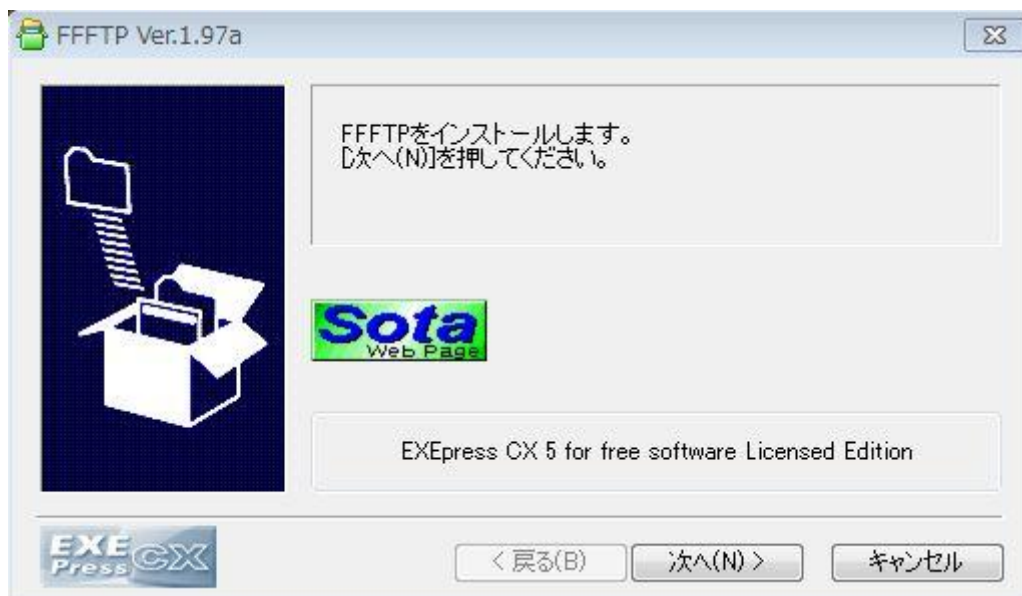 FFFTP Ver.1.97a
FFFTPをインストールします。
[次へ(N)]を押してください。
Sota
Web Page
EXEpress CX 5 for free software Licensed Edition
EXE
Press CX
< 戻る(B)
次へ(N) >
キャンセル